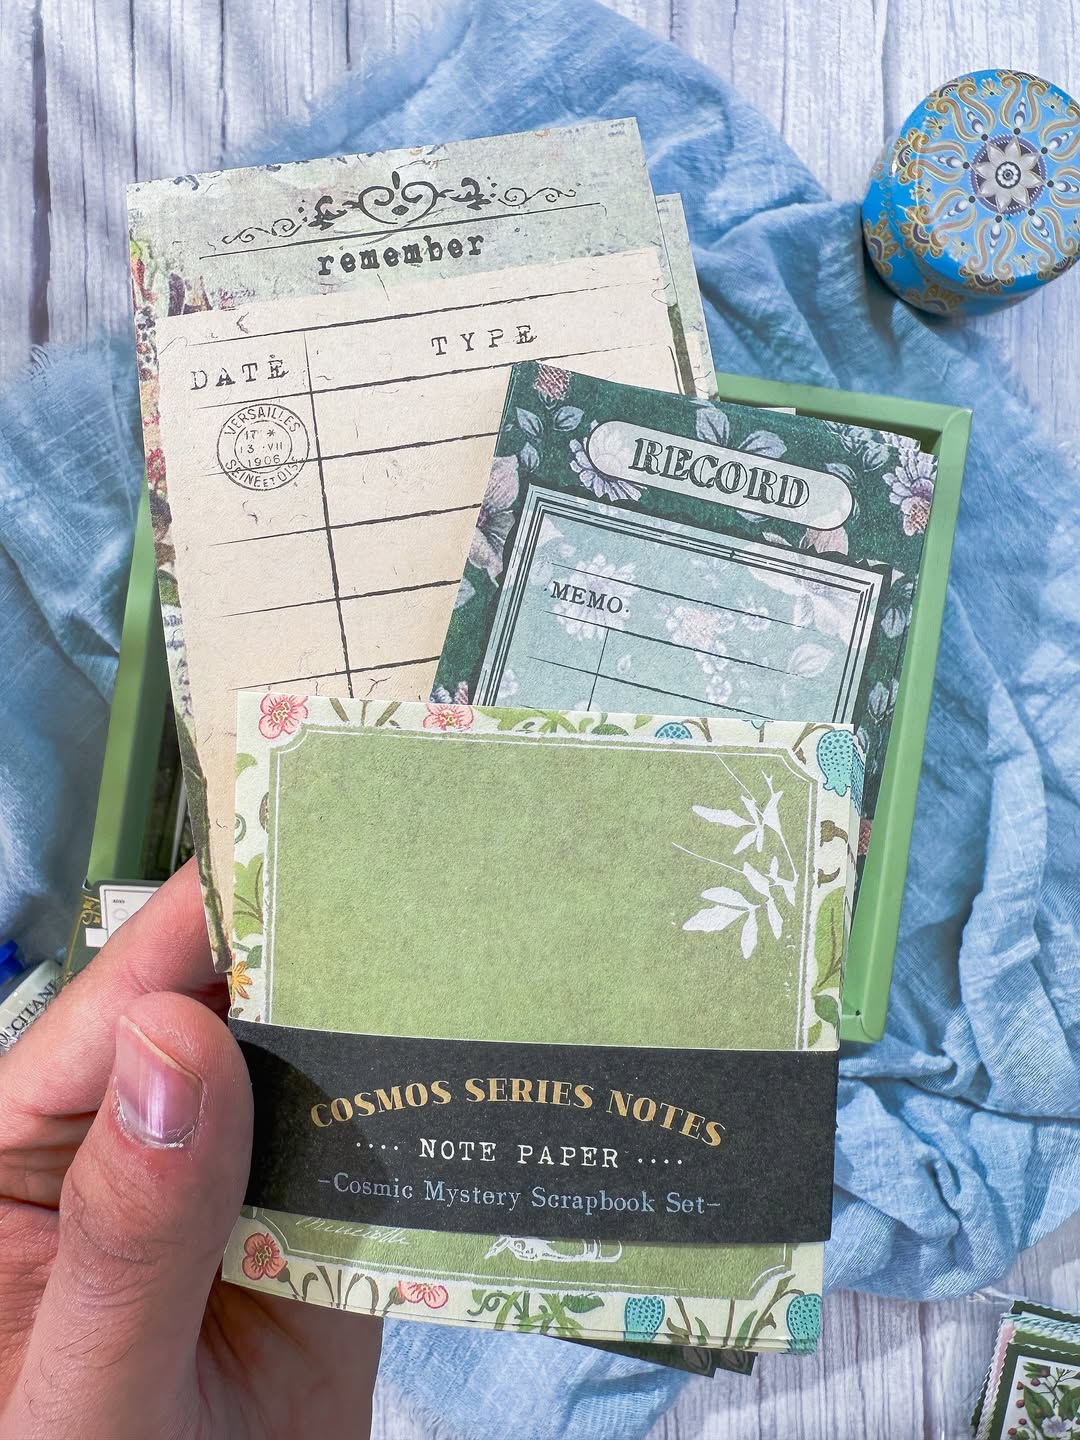 remember
DATE
TYPE
VERSAILLES
17 *
13 · VII
1906
SEINE ET OISE
RECORD
·MEMO·
COSMOS SERIES NOTES
···· NOTE PAPER ····
-Cosmic Mystery Scrapbook Set-